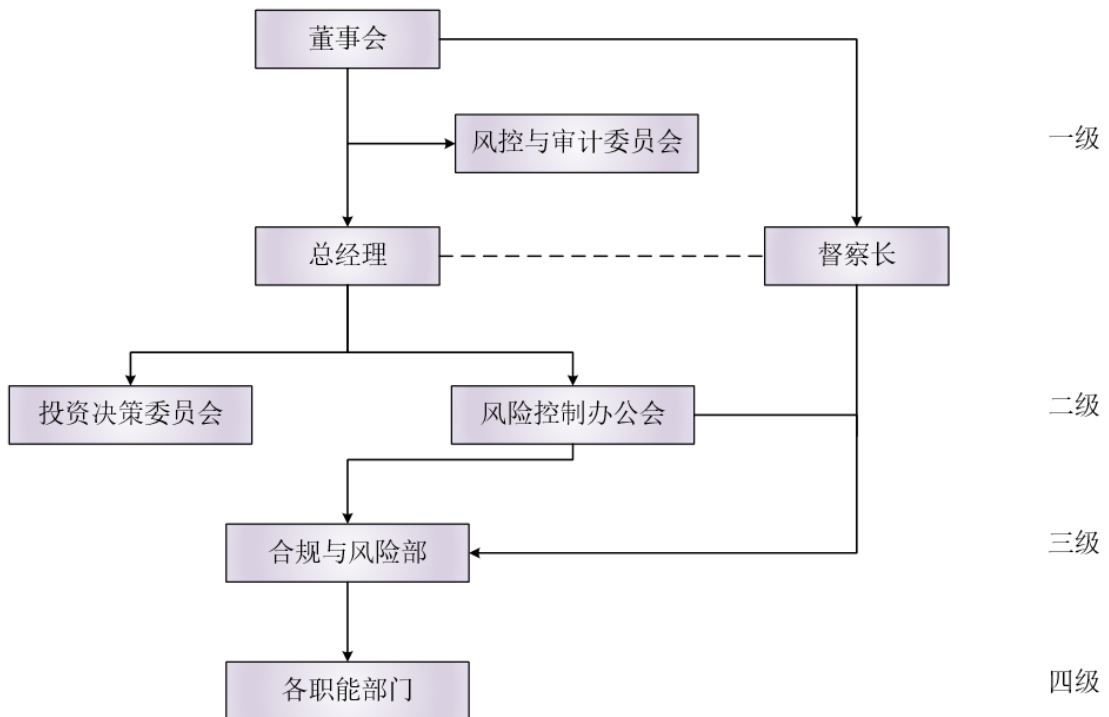 董事会
风控与审计委员会
一级
总经理
督察长
投资决策委员会
风险控制办公会
二级
合规与风险部
三级
各职能部门
四级